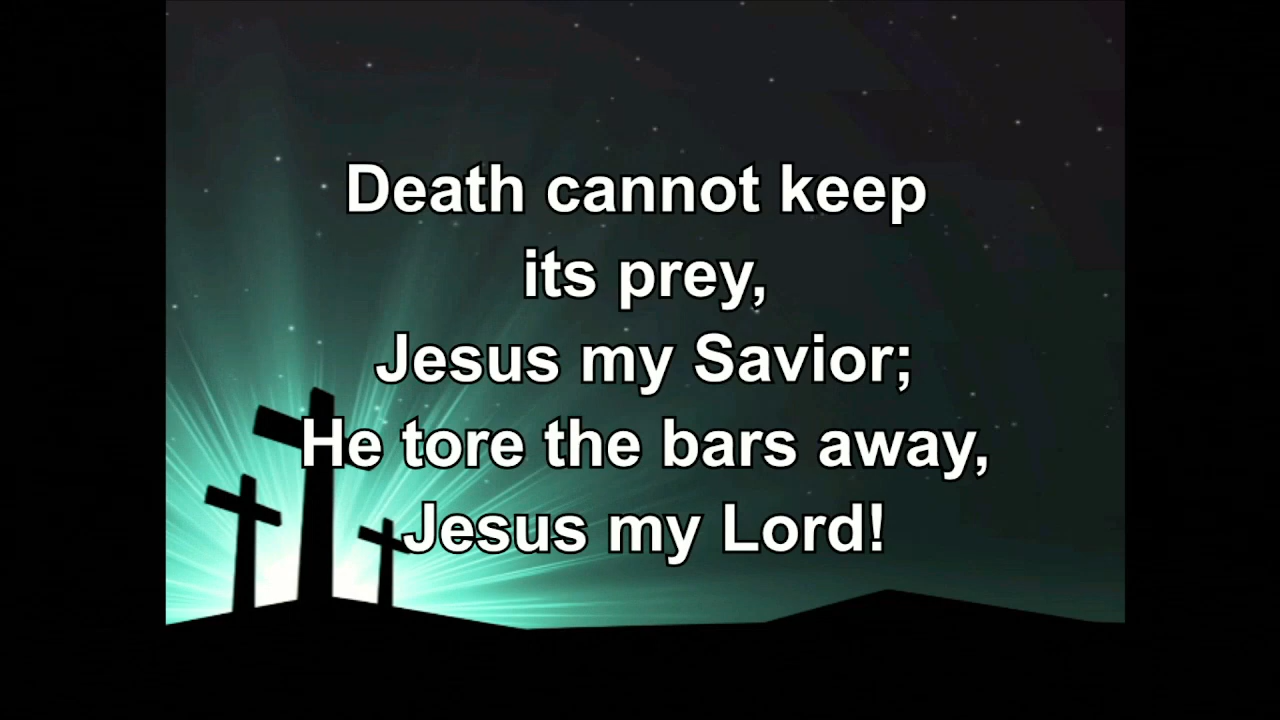 Death cannot keep
its prey,
Jesus my Savior;
He tore the bars away,
Jesus my Lord!